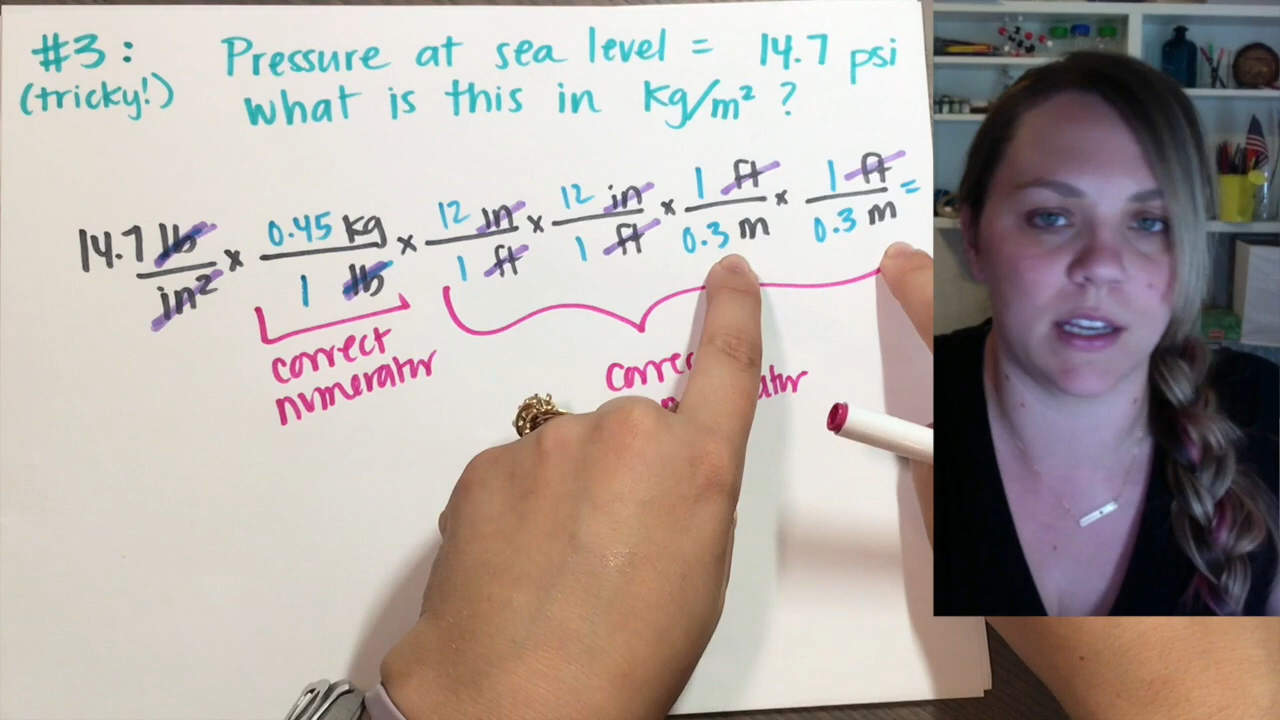 #3: Pressure at sea level = 14.7 psi
(tricky!) what is this in kg/m² ?
14.7 lb/in² x 0.45 kg/1 lb x 12 in/1 ft x 12 in/1 ft x 1 ft/0.3 m x 1 ft/0.3 m =
correct
numerator